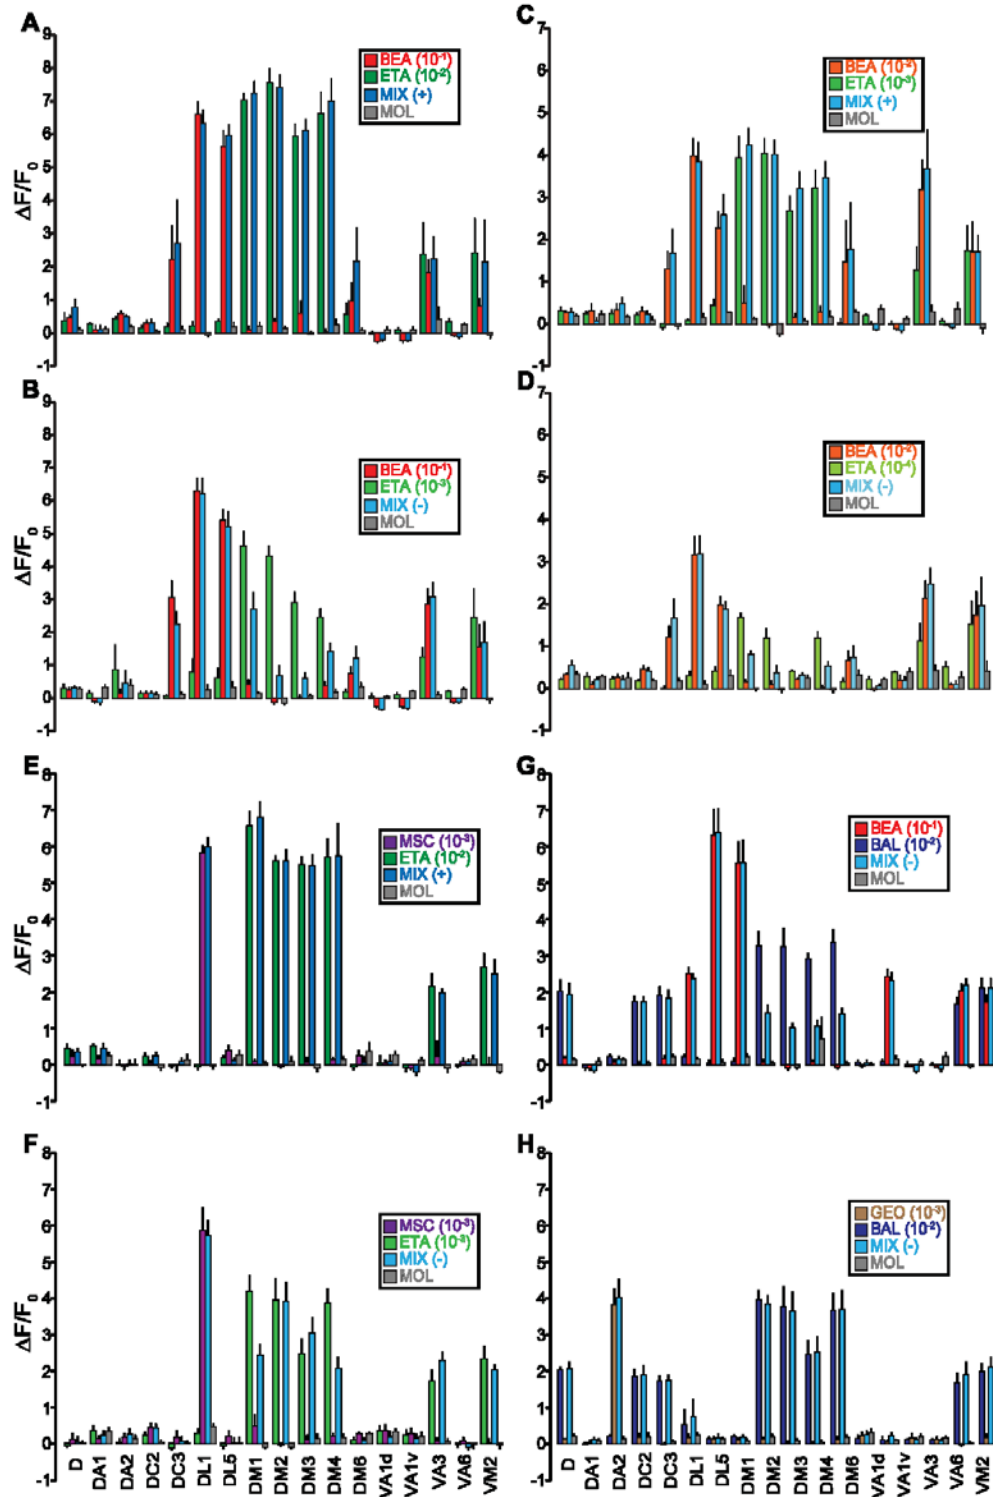 A
9
8
7
6
5
4
3
2
1
0
-1
ΔF/F0
BEA (10-1)
ETA (10-2)
MIX (+)
MOL
C
7
6
5
4
3
2
1
0
-1
BEA (10-2)
ETA (10-3)
MIX (+)
MOL
B
9
8
7
6
5
4
3
2
1
0
-1
ΔF/F0
BEA (10-1)
ETA (10-3)
MIX (-)
MOL
D
7
6
5
4
3
2
1
0
-1
BEA (10-2)
ETA (10-4)
MIX (-)
MOL
E
8
7
6
5
4
3
2
1
0
-1
ΔF/F0
MSC (10-3)
ETA (10-2)
MIX (+)
MOL
G
8
7
6
5
4
3
2
1
0
-1
BEA (10-1)
BAL (10-2)
MIX (-)
MOL
F
8
7
6
5
4
3
2
1
0
-1
ΔF/F0
MSC (10-3)
ETA (10-3)
MIX (-)
MOL
D
DA1
DA2
DC2
DC3
DL1
DL5
DM1
DM2
DM3
DM4
DM6
VA1d
VA1v
VA3
VA6
VM2
H
8
7
6
5
4
3
2
1
0
-1
GEO (10-3)
BAL (10-2)
MIX (-)
MOL
D
DA1
DA2
DC2
DC3
DL1
DL5
DM1
DM2
DM3
DM4
DM6
VA1d
VA1v
VA3
VA6
VM2